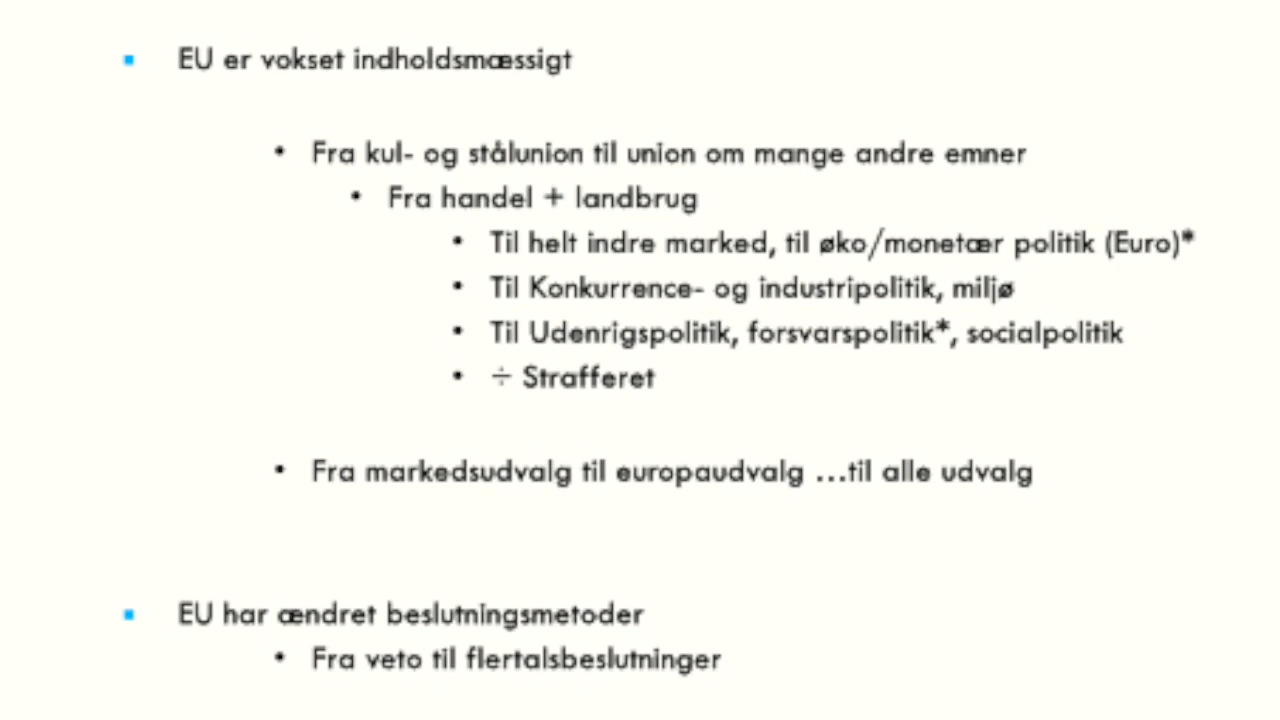 ▪ EU er vokset indholdsmæssigt
• Fra kul- og stålunion til union om mange andre emner
• Fra handel + landbrug
• Til helt indre marked, til øko/monetær politik (Euro)*
• Til Konkurrence- og industripolitik, miljø
• Til Udenrigspolitik, forsvarspolitik*, socialpolitik
• ÷ Strafferet
• Fra markedsudvalg til europaudvalg ...til alle udvalg
▪ EU har ændret beslutningsmetoder
• Fra veto til flertalsbeslutninger